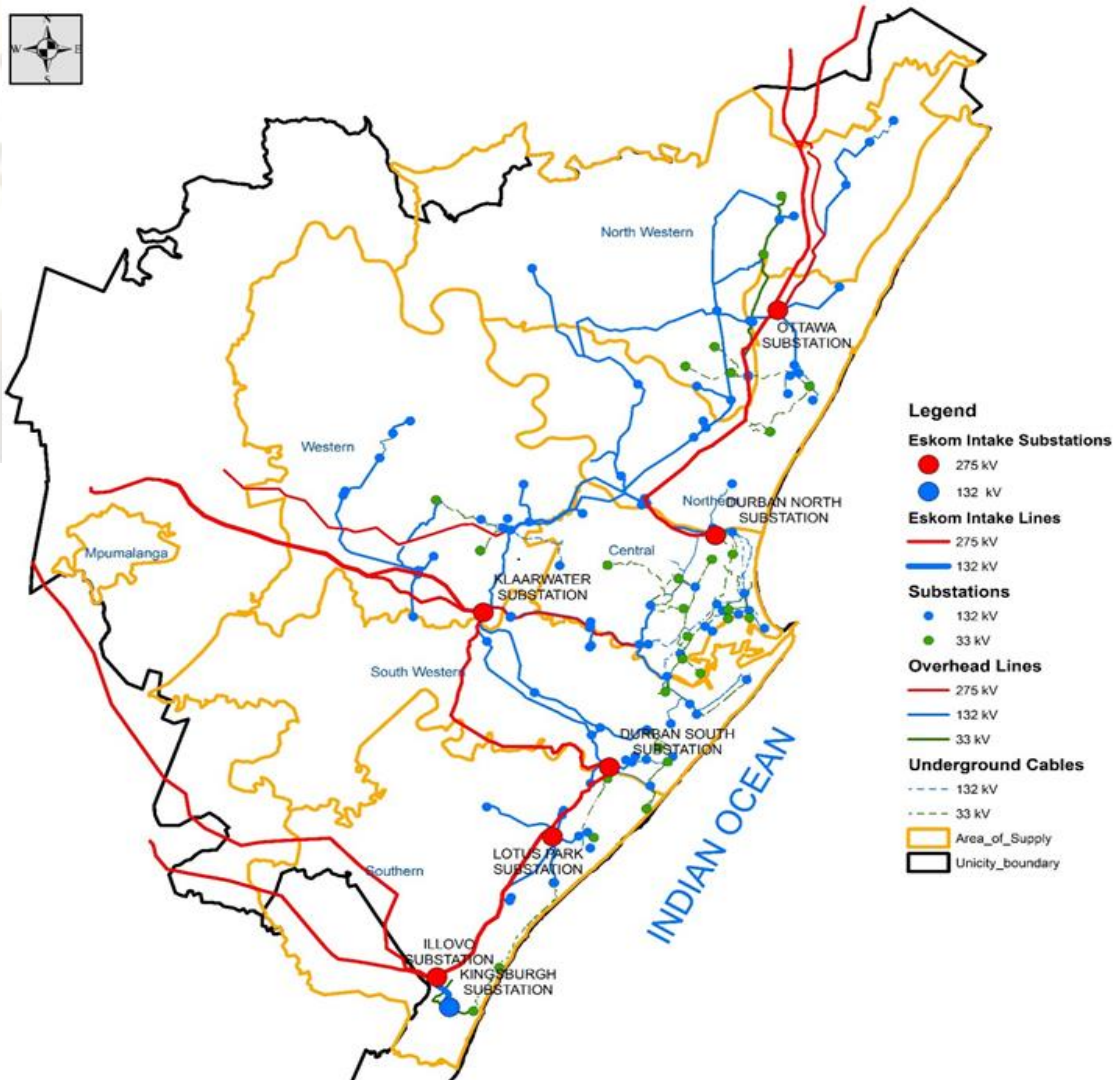 N
W E
S
North Western
OTTAWA
SUBSTATION
Western
Northern
DURBAN NORTH
SUBSTATION
Mpumalanga
Central
KLAARWATER
SUBSTATION
South Western
DURBAN SOUTH
SUBSTATION
LOTUS PARK
SUBSTATION
Southern
ILLOVO
SUBSTATION
KINGSBURGH
SUBSTATION
INDIAN OCEAN
Legend
Eskom Intake Substations
275 kV
132 kV
Eskom Intake Lines
275 kV
132 kV
Substations
132 kV
33 kV
Overhead Lines
275 kV
132 kV
33 kV
Underground Cables
132 kV
33 kV
Area_of_Supply
Unicity_boundary